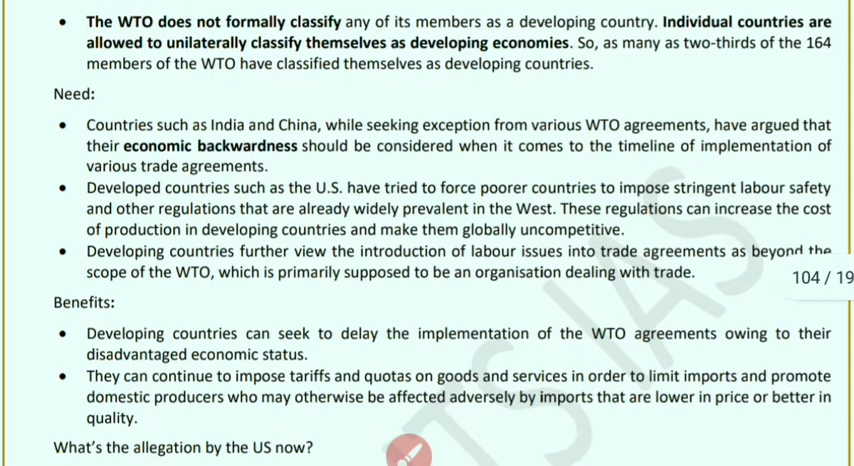 • The WTO does not formally classify any of its members as a developing country. Individual countries are
allowed to unilaterally classify themselves as developing economies. So, as many as two-thirds of the 164
members of the WTO have classified themselves as developing countries.
Need:
• Countries such as India and China, while seeking exception from various WTO agreements, have argued that
their economic backwardness should be considered when it comes to the timeline of implementation of
various trade agreements.
• Developed countries such as the U.S. have tried to force poorer countries to impose stringent labour safety
and other regulations that are already widely prevalent in the West. These regulations can increase the cost
of production in developing countries and make them globally uncompetitive.
• Developing countries further view the introduction of labour issues into trade agreements as beyond the
scope of the WTO, which is primarily supposed to be an organisation dealing with trade.
104 / 19
Benefits:
• Developing countries can seek to delay the implementation of the WTO agreements owing to their
disadvantaged economic status.
• They can continue to impose tariffs and quotas on goods and services in order to limit imports and promote
domestic producers who may otherwise be affected adversely by imports that are lower in price or better in
quality.
What's the allegation by the US now?
TS IAS